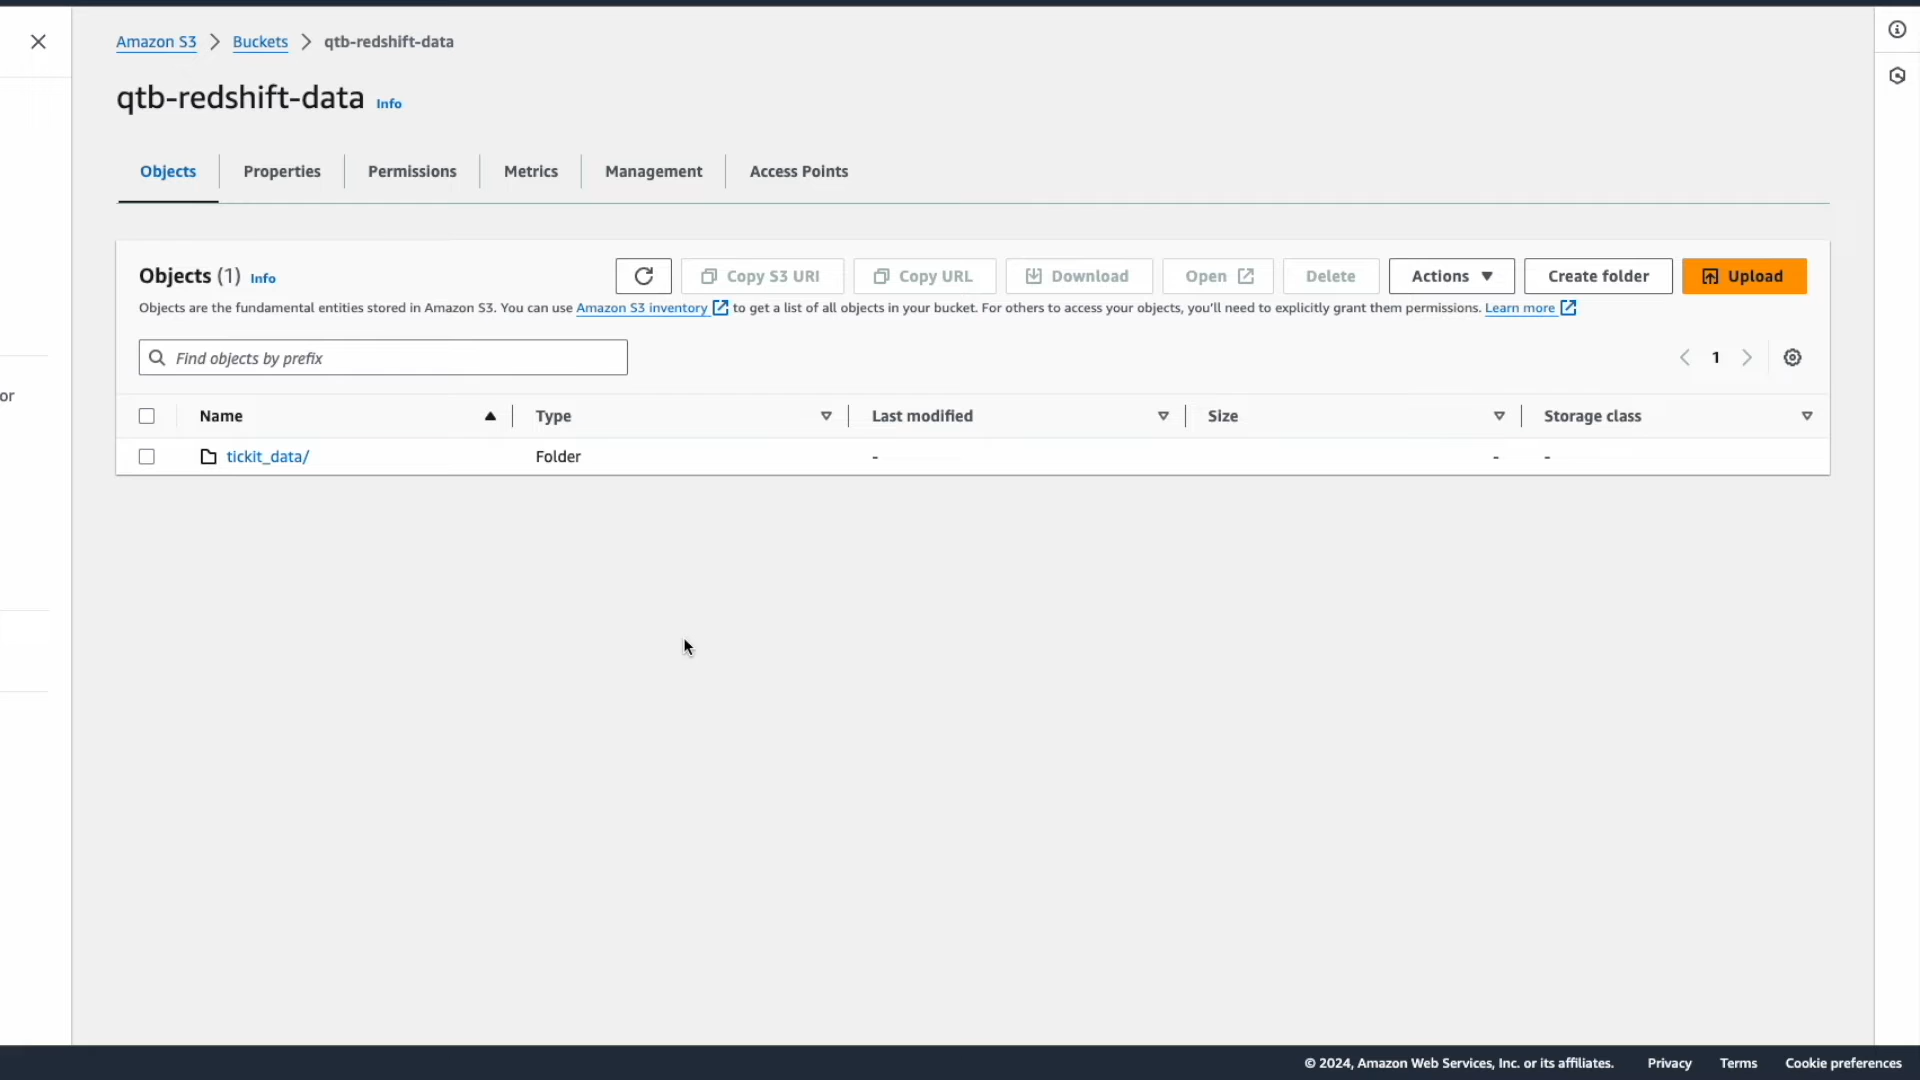 Amazon S3 > Buckets > qtb-redshift-data
qtb-redshift-data Info
Objects Properties Permissions Metrics Management Access Points
Objects (1) Info Copy S3 URI Copy URL Download Open Delete Actions Create folder Upload
Objects are the fundamental entities stored in Amazon S3. You can use Amazon S3 inventory to get a list of all objects in your bucket. For others to access your objects, you'll need to explicitly grant them permissions. Learn more
Find objects by prefix 1
or
Name Type Last modified Size Storage class
tickit_data/ Folder - - -
© 2024, Amazon Web Services, Inc. or its affiliates. Privacy Terms Cookie preferences